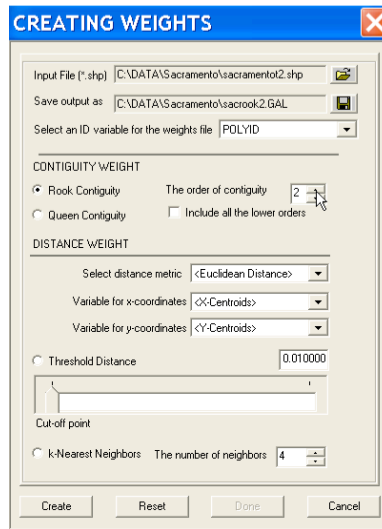 CREATING WEIGHTS
Input File (*.shp) C:\DATA\Sacramento\sacramentot2.shp
Save output as C:\DATA\Sacramento\sacrook2.GAL
Select an ID variable for the weights file POLYID
CONTIGUITY WEIGHT
Rook Contiguity The order of contiguity 2
Queen Contiguity Include all the lower orders
DISTANCE WEIGHT
Select distance metric <Euclidean Distance>
Variable for x-coordinates <X-Centroids>
Variable for y-coordinates <Y-Centroids>
Threshold Distance 0.010000
Cut-off point
k-Nearest Neighbors The number of neighbors 4
Create Reset Done Cancel